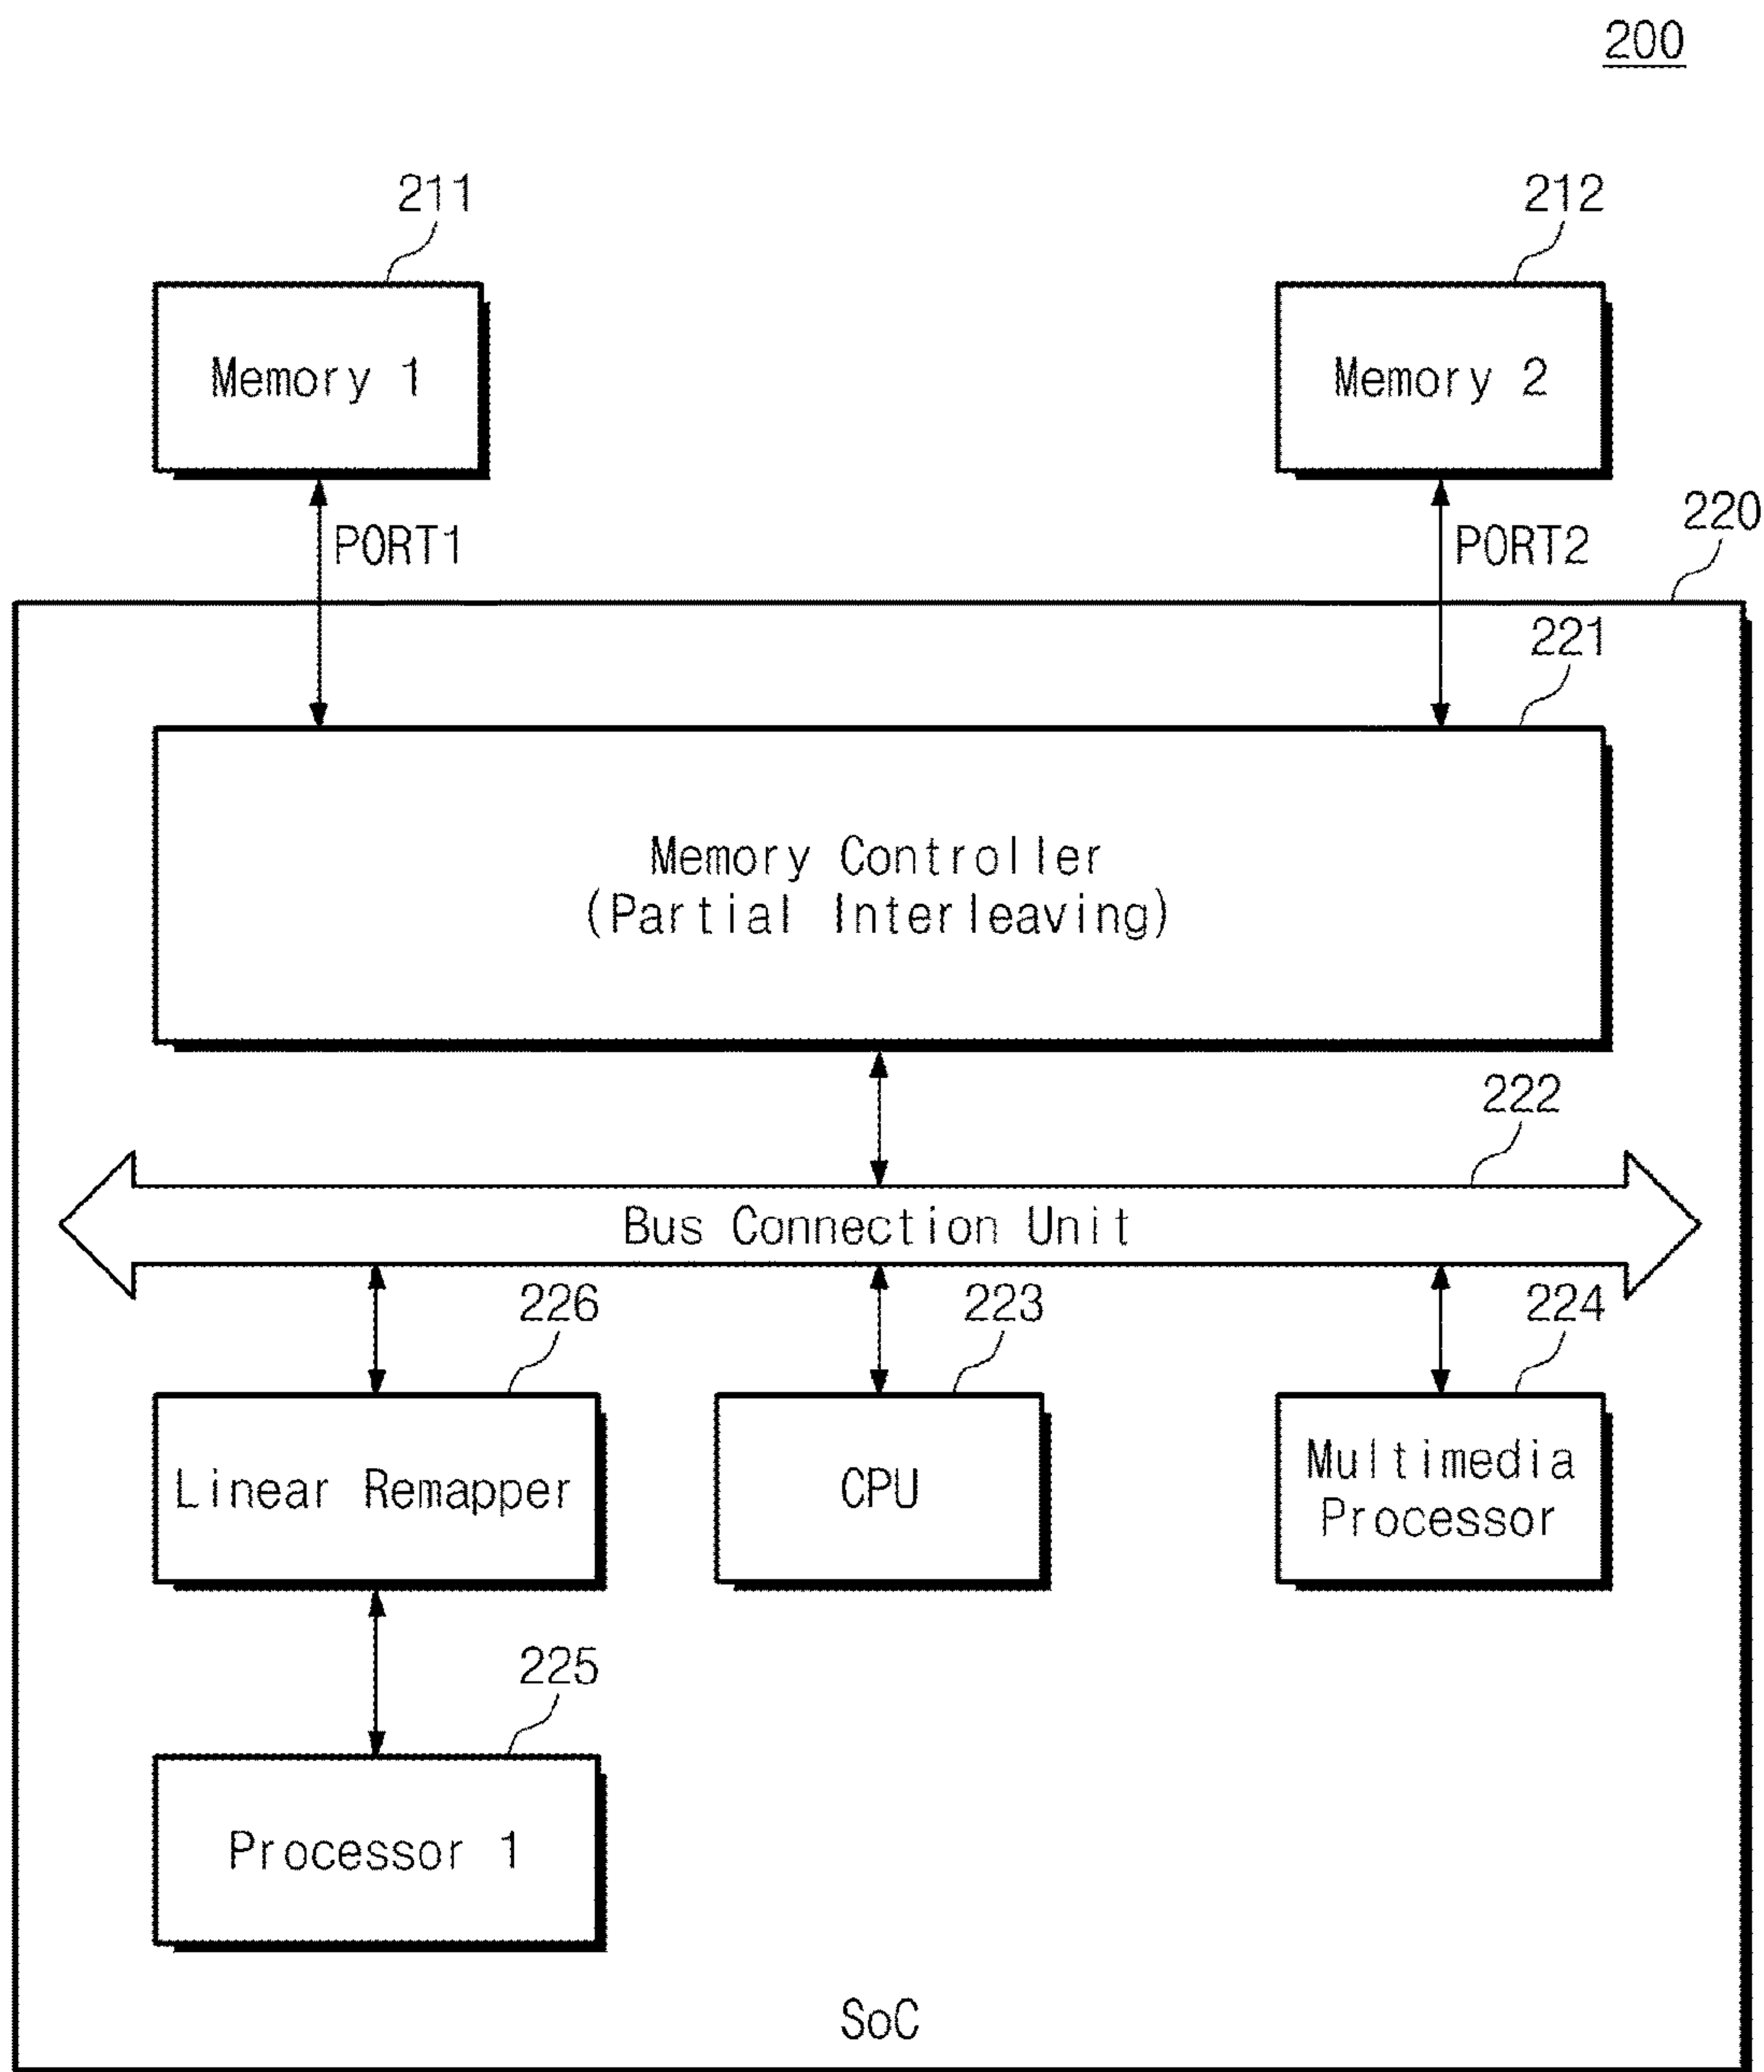 200
211
212
Memory 1
Memory 2
220
PORT1
PORT2
221
Memory Controller
(Partial Interleaving)
222
Bus Connection Unit
226
223
224
Linear Remapper
CPU
Multimedia
Processor
225
Processor 1
SoC